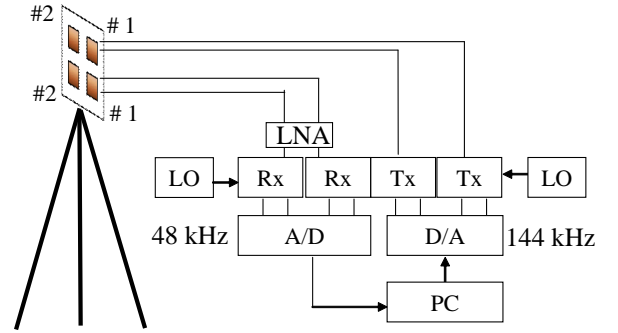 #2
# 1
#2
# 1
LNA
LO
Rx
Rx
Tx
Tx
LO
48 kHz
A/D
D/A
144 kHz
PC